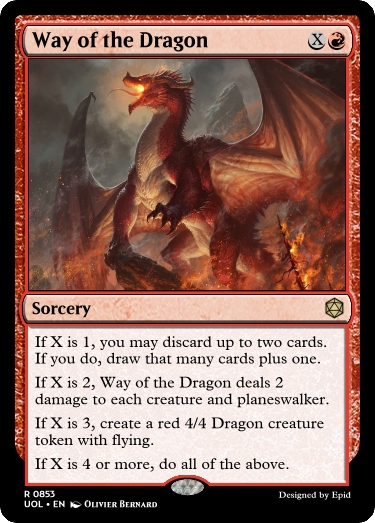 Way of the Dragon X
Sorcery
If X is 1, you may discard up to two cards.
If you do, draw that many cards plus one.
If X is 2, Way of the Dragon deals 2
damage to each creature and planeswalker.
If X is 3, create a red 4/4 Dragon creature
token with flying.
If X is 4 or more, do all of the above.
R 0853
UOL • EN Olivier Bernard
Designed by Epid